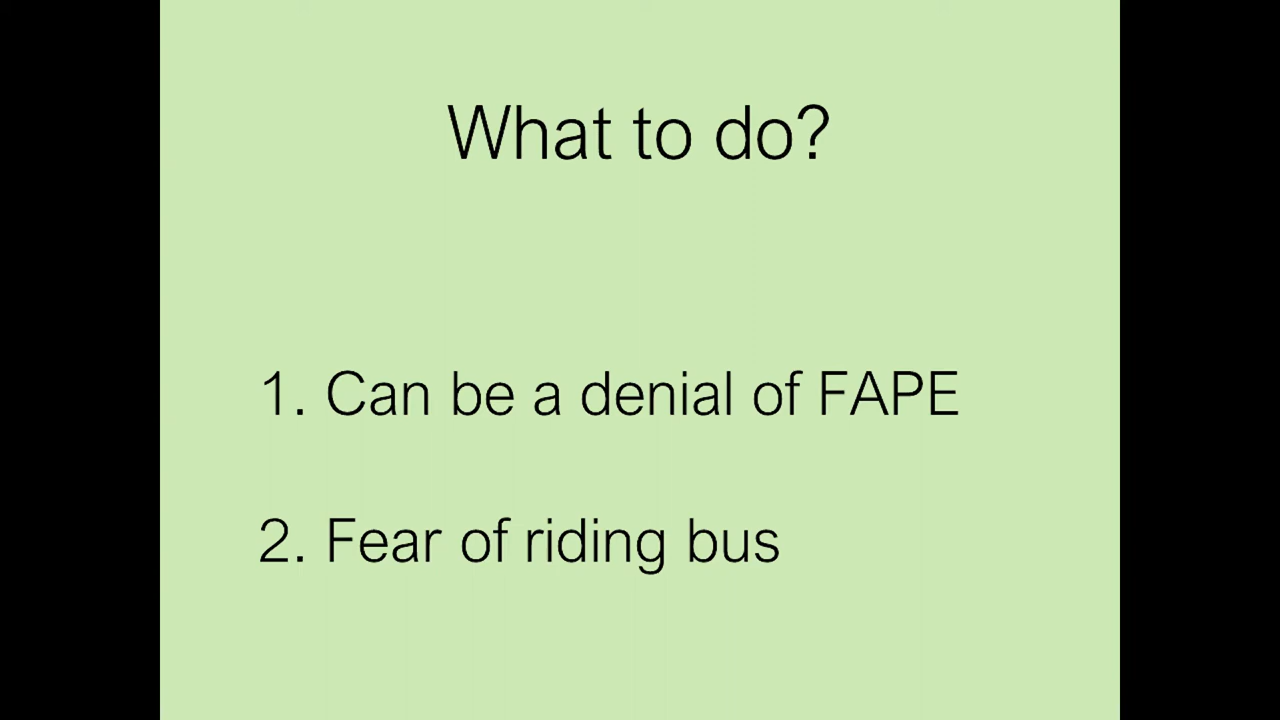 What to do?
1. Can be a denial of FAPE
2. Fear of riding bus